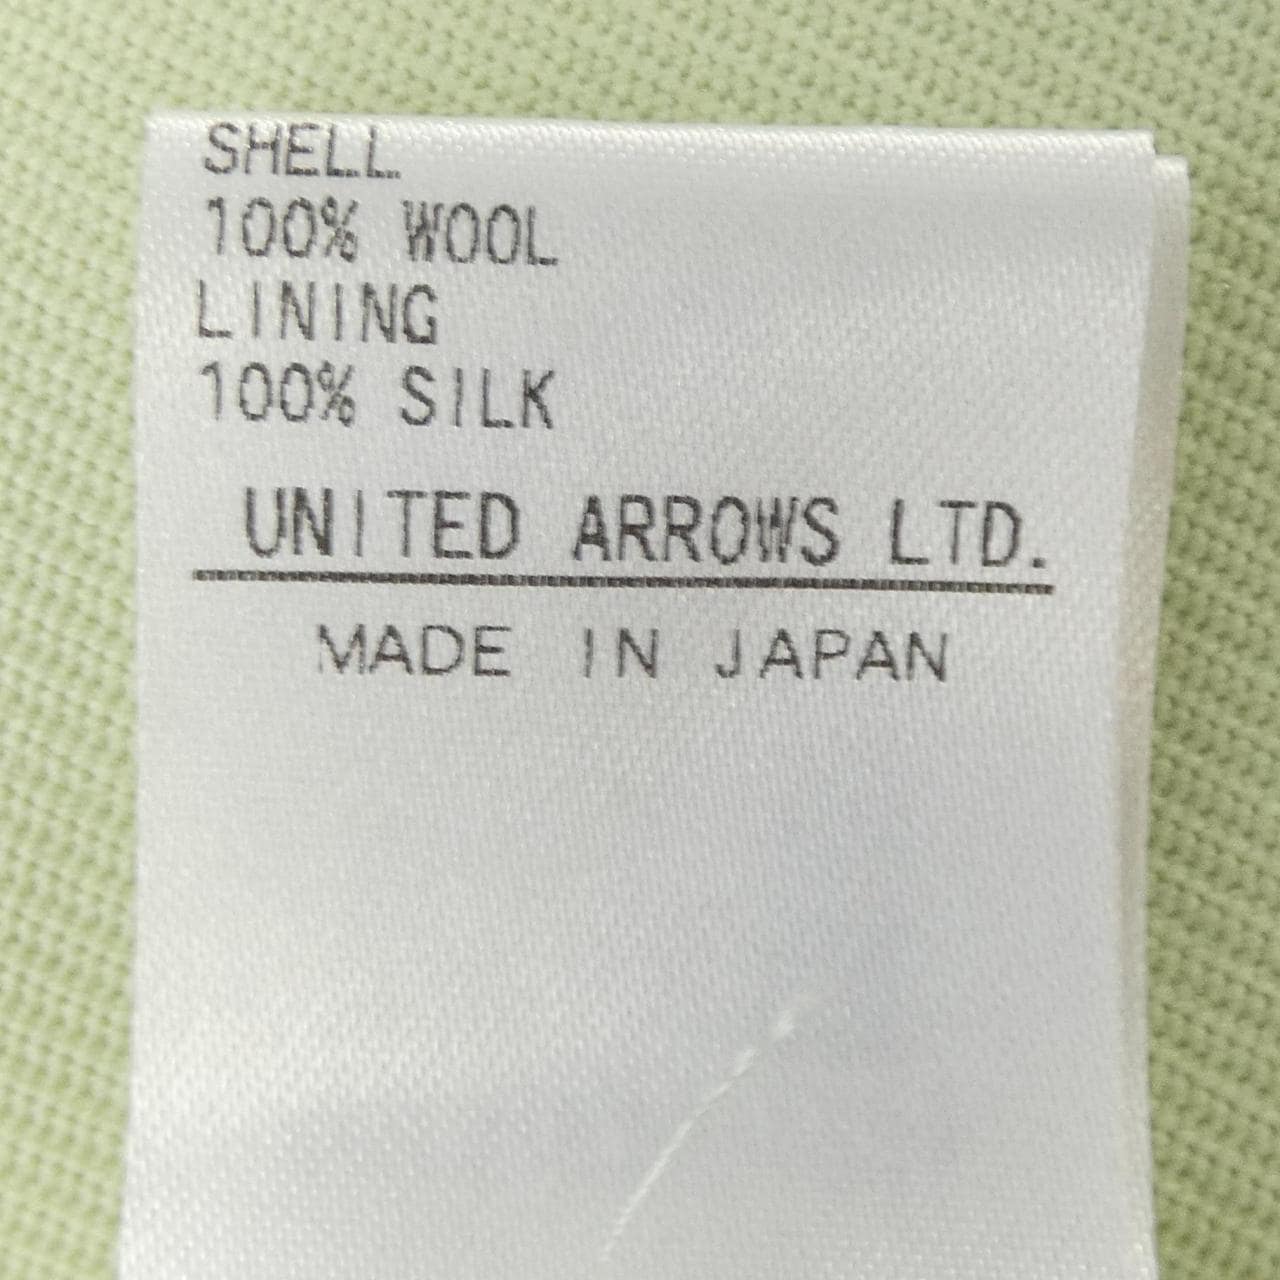 SHELL
100% WOOL
LINING
100% SILK
UNITED ARROWS LTD.
MADE IN JAPAN